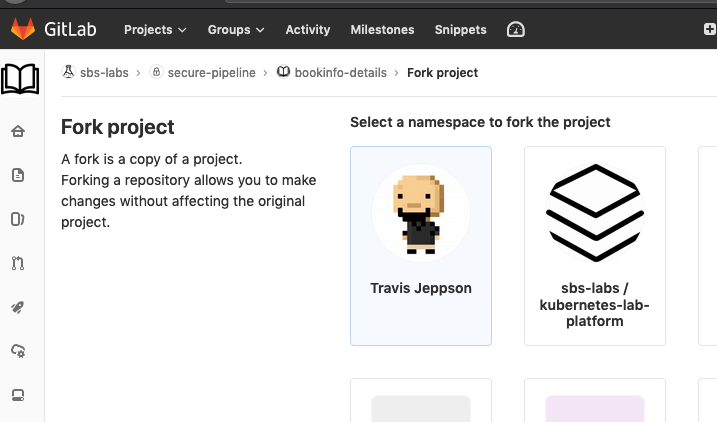 GitLab Projects Groups Activity Milestones Snippets
sbs-labs › secure-pipeline › bookinfo-details › Fork project
Fork project
A fork is a copy of a project.
Forking a repository allows you to make
changes without affecting the original
project.
Select a namespace to fork the project
Travis Jeppson
sbs-labs /
kubernetes-lab-
platform